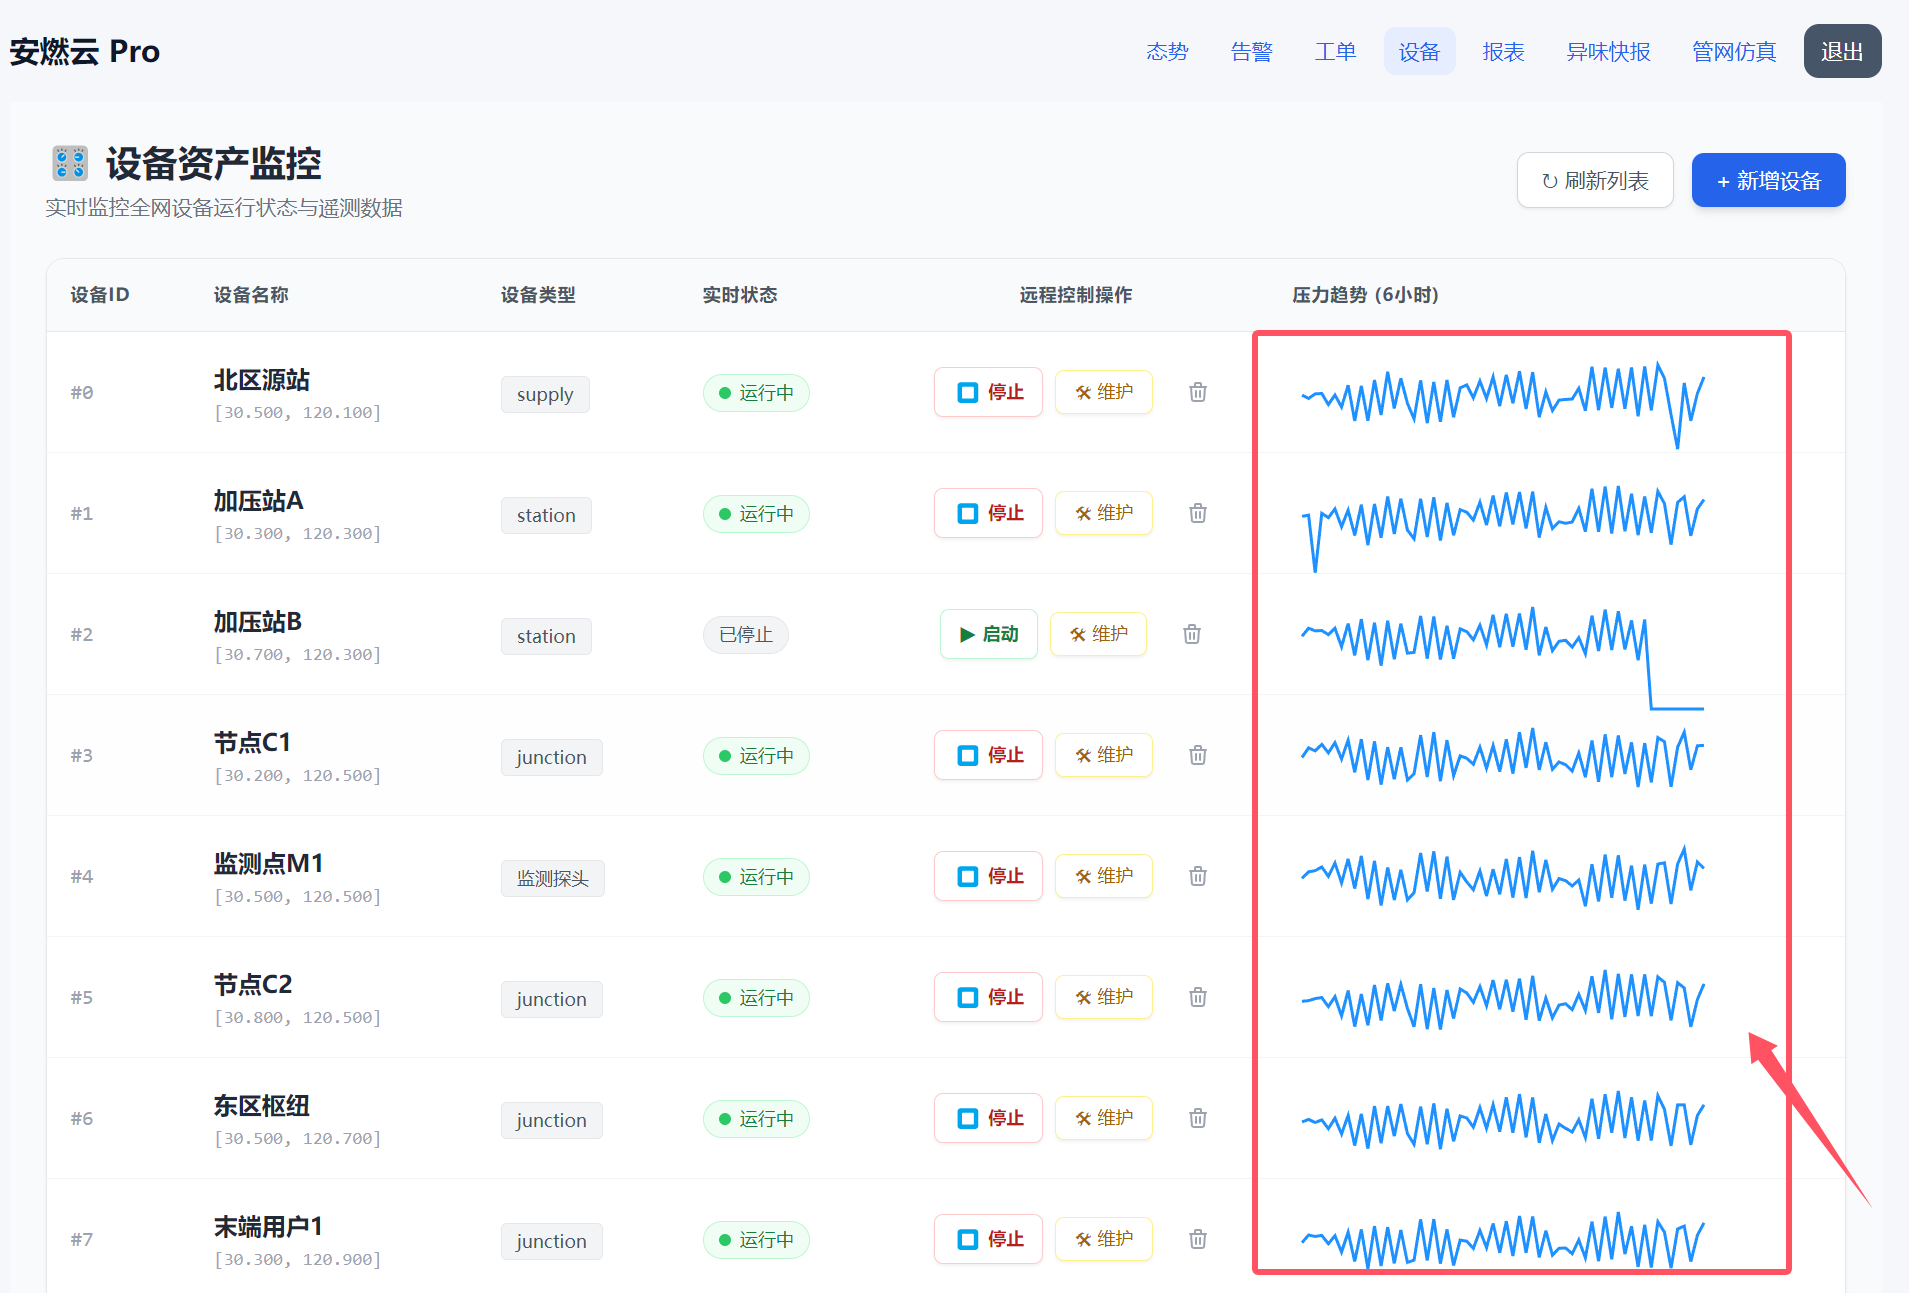 安燃云 Pro
态势 告警 工单 设备 报表 异味快报 管网仿真 退出
设备资产监控
实时监控全网设备运行状态与遥测数据
↻ 刷新列表 + 新增设备
设备ID 设备名称 设备类型 实时状态 远程控制操作 压力趋势 (6小时)
#0 北区源站 supply 运行中 停止 维护
[30.500, 120.100]
#1 加压站A station 运行中 停止 维护
[30.300, 120.300]
#2 加压站B station 已停止 启动 维护
[30.700, 120.300]
#3 节点C1 junction 运行中 停止 维护
[30.200, 120.500]
#4 监测点M1 监测探头 运行中 停止 维护
[30.500, 120.500]
#5 节点C2 junction 运行中 停止 维护
[30.800, 120.500]
#6 东区枢纽 junction 运行中 停止 维护
[30.500, 120.700]
#7 末端用户1 junction 运行中 停止 维护
[30.300, 120.900]